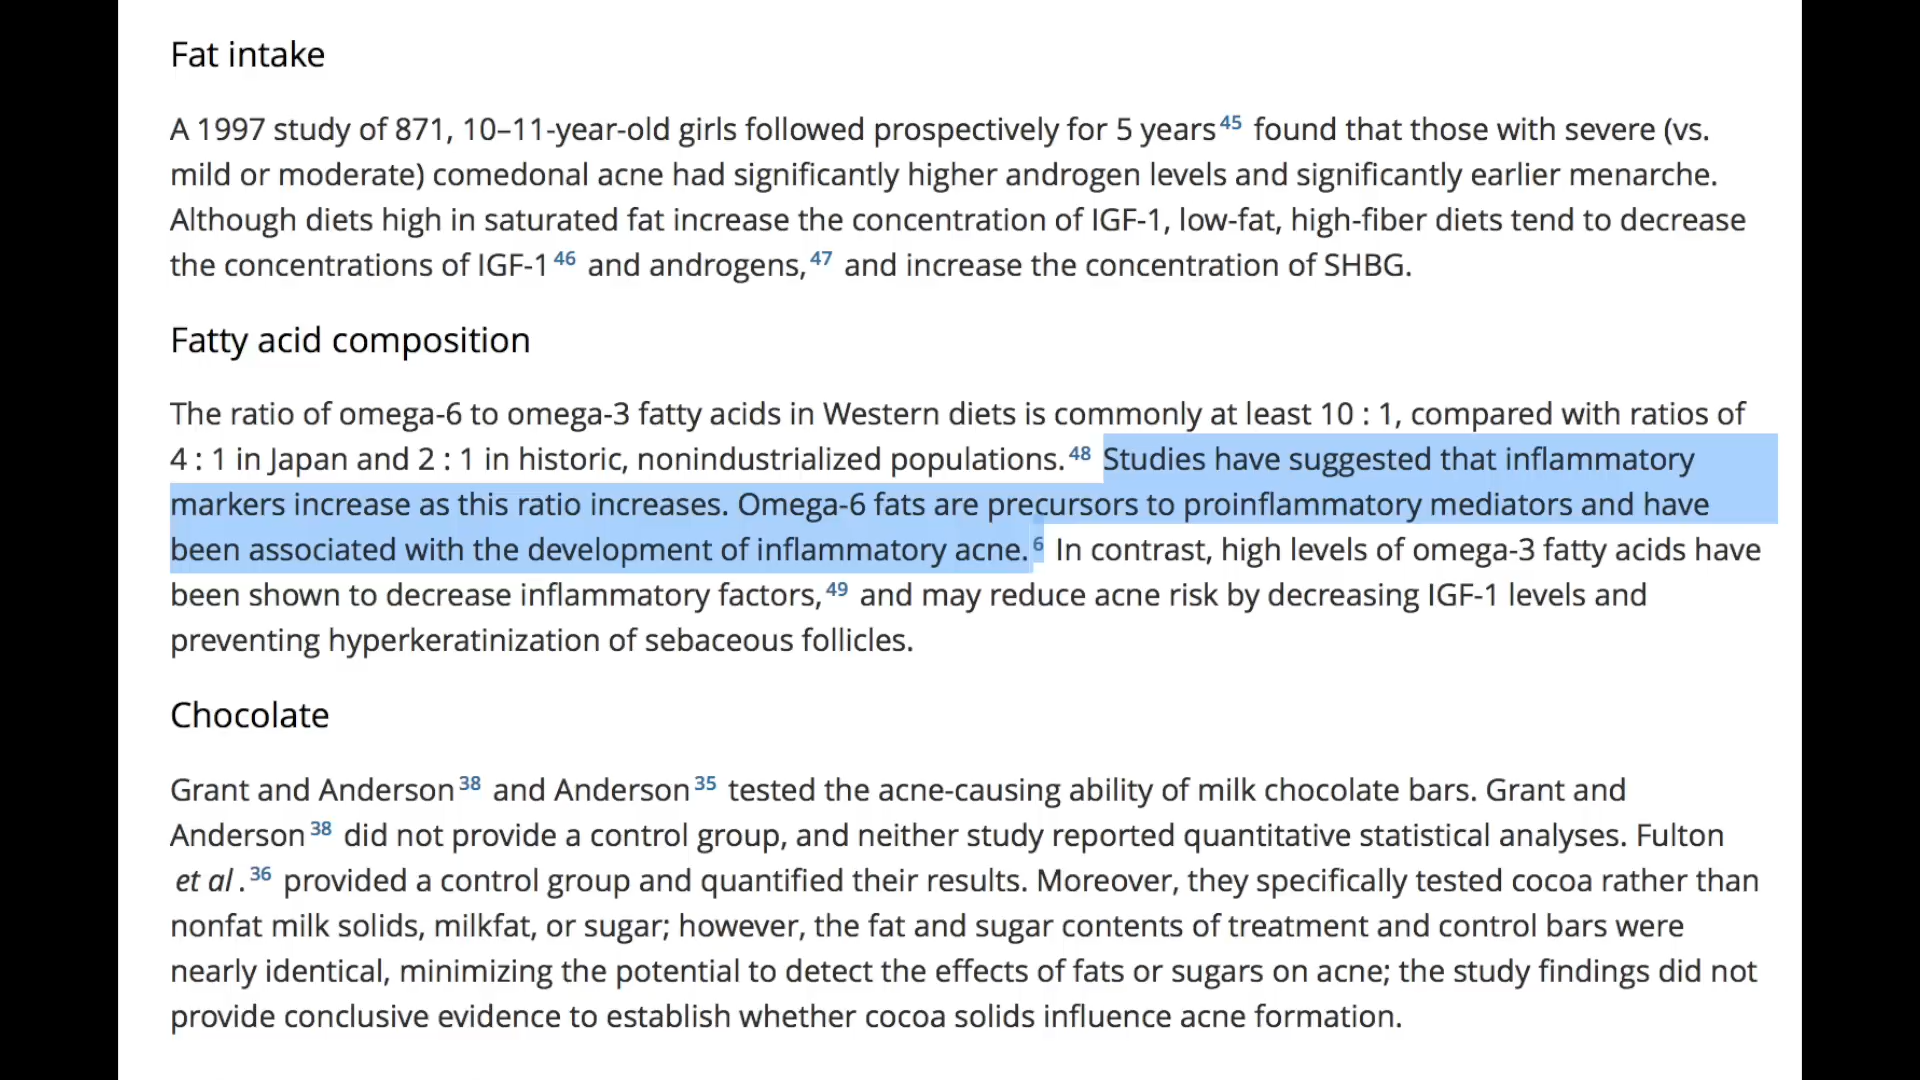 Fat intake
A 1997 study of 871, 10–11-year-old girls followed prospectively for 5 years45 found that those with severe (vs.
mild or moderate) comedonal acne had significantly higher androgen levels and significantly earlier menarche.
Although diets high in saturated fat increase the concentration of IGF-1, low-fat, high-fiber diets tend to decrease
the concentrations of IGF-146 and androgens,47 and increase the concentration of SHBG.
Fatty acid composition
The ratio of omega-6 to omega-3 fatty acids in Western diets is commonly at least 10 : 1, compared with ratios of
4 : 1 in Japan and 2 : 1 in historic, nonindustrialized populations.48 Studies have suggested that inflammatory
markers increase as this ratio increases. Omega-6 fats are precursors to proinflammatory mediators and have
been associated with the development of inflammatory acne.6 In contrast, high levels of omega-3 fatty acids have
been shown to decrease inflammatory factors,49 and may reduce acne risk by decreasing IGF-1 levels and
preventing hyperkeratinization of sebaceous follicles.
Chocolate
Grant and Anderson38 and Anderson35 tested the acne-causing ability of milk chocolate bars. Grant and
Anderson38 did not provide a control group, and neither study reported quantitative statistical analyses. Fulton
et al.36 provided a control group and quantified their results. Moreover, they specifically tested cocoa rather than
nonfat milk solids, milkfat, or sugar; however, the fat and sugar contents of treatment and control bars were
nearly identical, minimizing the potential to detect the effects of fats or sugars on acne; the study findings did not
provide conclusive evidence to establish whether cocoa solids influence acne formation.